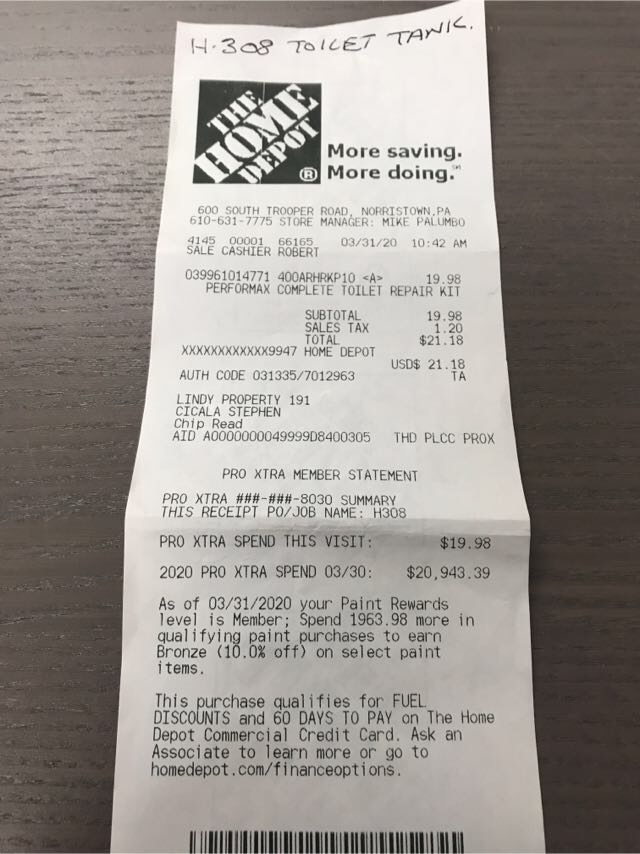 H-308 TOILET TANK.
THE
HOME
DEPOT
®
More saving.
More doing.℠
600 SOUTH TROOPER ROAD, NORRISTOWN,PA
610-631-7775 STORE MANAGER: MIKE PALUMBO
4145 00001 66165 03/31/20 10:42 AM
SALE CASHIER ROBERT
039961014771 400ARHRKP10 <A> 19.98
PERFORMAX COMPLETE TOILET REPAIR KIT
SUBTOTAL 19.98
SALES TAX 1.20
TOTAL $21.18
XXXXXXXXXXXX9947 HOME DEPOT
USD$ 21.18
AUTH CODE 031335/7012963 TA
LINDY PROPERTY 191
CICALA STEPHEN
Chip Read
AID A0000000049999D8400305 THD PLCC PROX
PRO XTRA MEMBER STATEMENT
PRO XTRA ###-###-8030 SUMMARY
THIS RECEIPT PO/JOB NAME: H308
PRO XTRA SPEND THIS VISIT: $19.98
2020 PRO XTRA SPEND 03/30: $20,943.39
As of 03/31/2020 your Paint Rewards
level is Member; Spend 1963.98 more in
qualifying paint purchases to earn
Bronze (10.0% off) on select paint
items.
This purchase qualifies for FUEL
DISCOUNTS and 60 DAYS TO PAY on The Home
Depot Commercial Credit Card. Ask an
Associate to learn more or go to
homedepot.com/financeoptions.